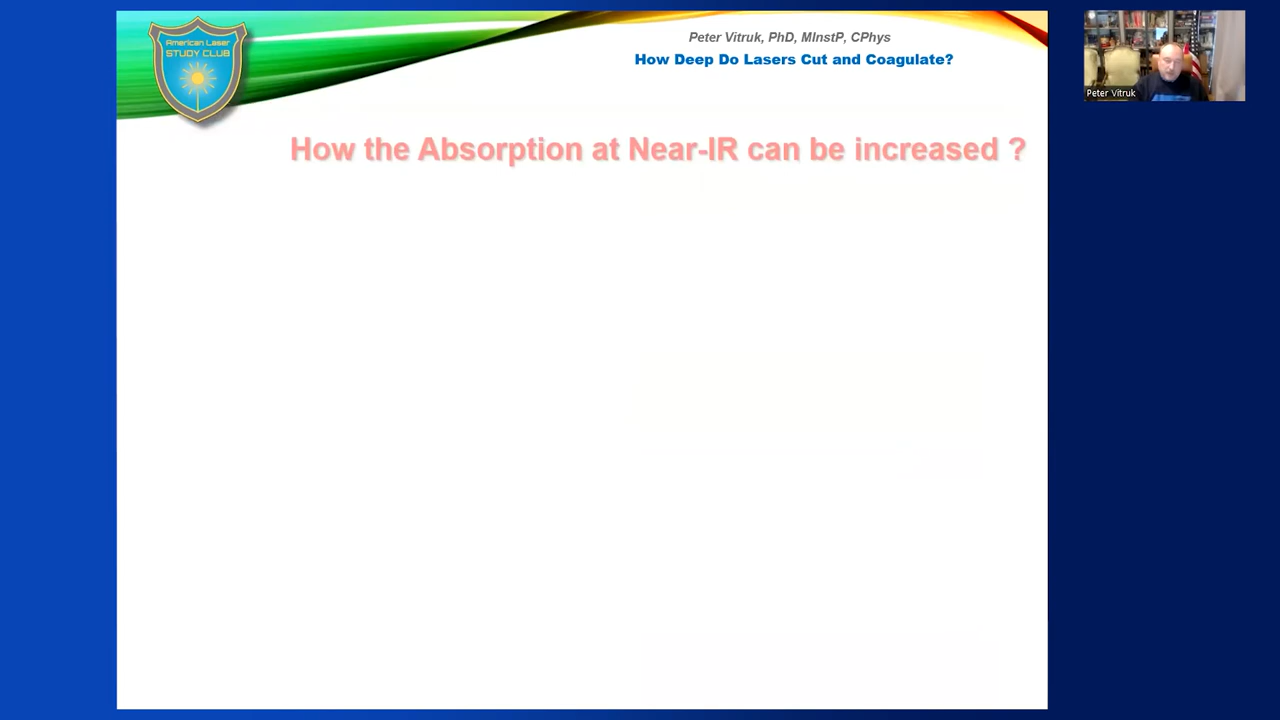 American Laser
STUDY CLUB
Peter Vitruk, PhD, MInstP, CPhys
How Deep Do Lasers Cut and Coagulate?
How the Absorption at Near-IR can be increased ?
Peter Vitruk